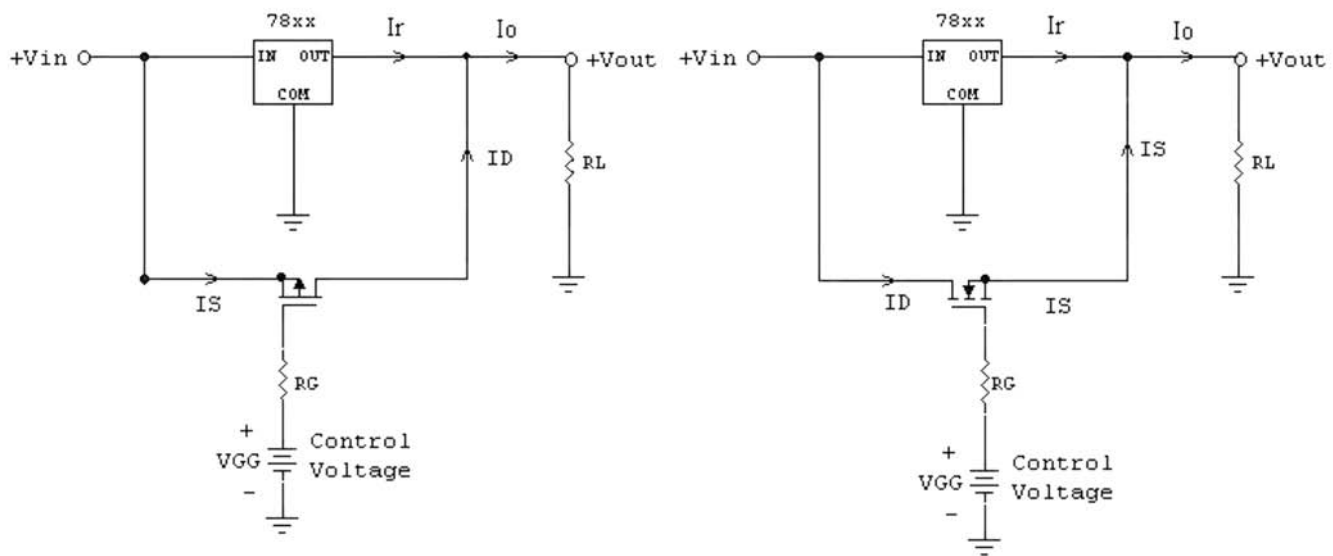 78xx
Ir
Io
+Vin
IN OUT
COM
+Vout
ID
RL
IS
RG
+
VGG
-
Control
Voltage
78xx
Ir
Io
+Vin
IN OUT
COM
+Vout
IS
RL
ID
IS
RG
+
VGG
-
Control
Voltage